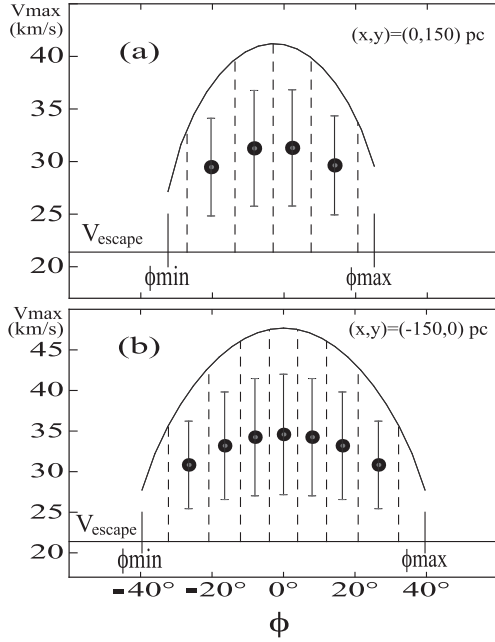 Vmax
(km/s)
(a)
(x,y)=(0,150) pc
40
35
30
25
Vescape
20
ϕmin
ϕmax
Vmax
(km/s)
(b)
(x,y)=(-150,0) pc
45
40
35
30
25
Vescape
20
ϕmin
ϕmax
-40° -20° 0° 20° 40°
ϕ